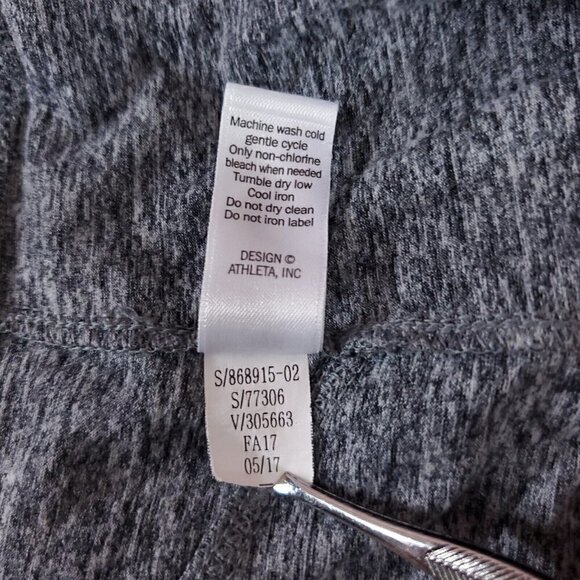 Machine wash cold
gentle cycle
Only non-chlorine
bleach when needed
Tumble dry low
Cool iron
Do not dry clean
Do not iron label
DESIGN ©
ATHLETA, INC
S/868915-02
S/77306
V/305663
FA17
05/17